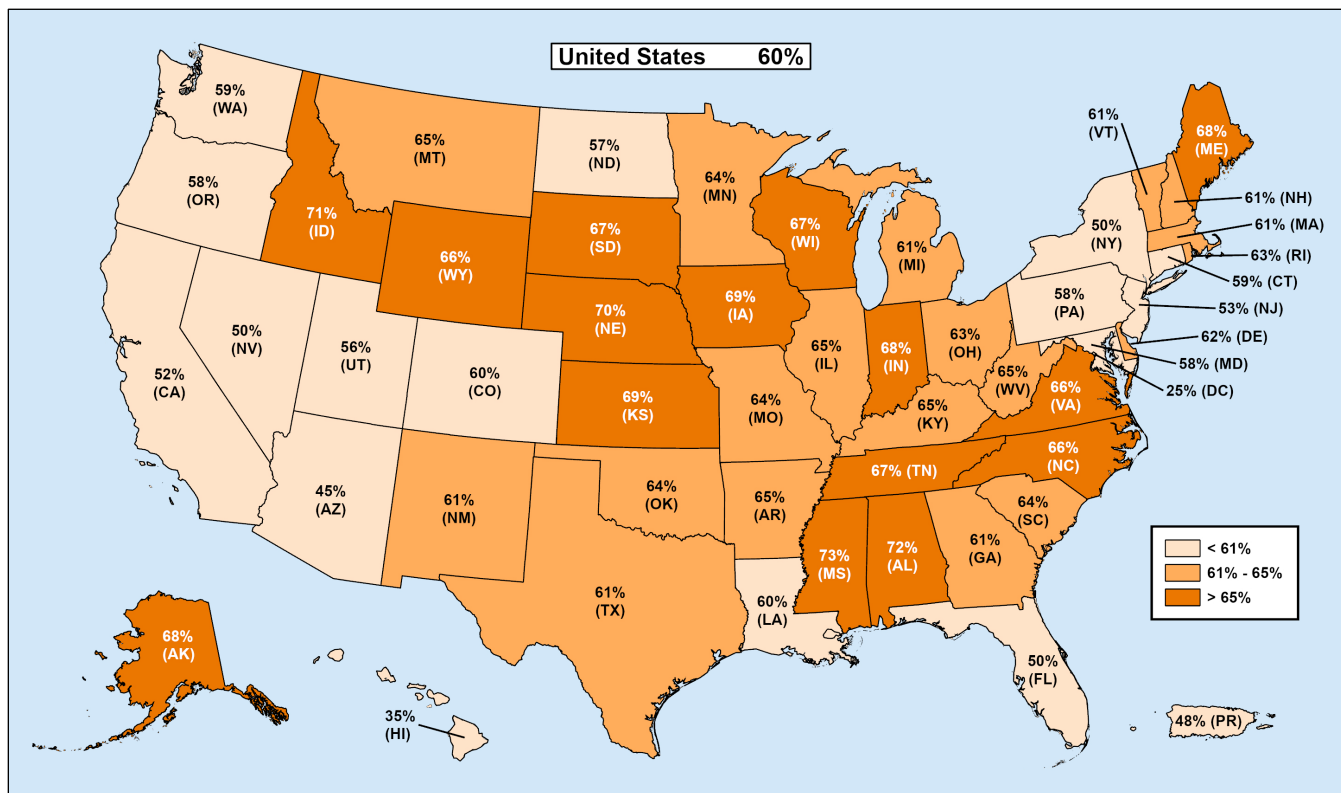 United States 60%
59%
(WA)
58%
(OR)
52%
(CA)
50%
(NV)
71%
(ID)
65%
(MT)
66%
(WY)
56%
(UT)
60%
(CO)
45%
(AZ)
61%
(NM)
57%
(ND)
67%
(SD)
70%
(NE)
69%
(KS)
64%
(OK)
61%
(TX)
64%
(MN)
69%
(IA)
64%
(MO)
65%
(AR)
60%
(LA)
67%
(WI)
65%
(IL)
61%
(MI)
68%
(IN)
63%
(OH)
65%
(WV)
65%
(KY)
67% (TN)
73%
(MS)
72%
(AL)
61%
(GA)
50%
(FL)
64%
(SC)
66%
(NC)
66%
(VA)
58%
(PA)
50%
(NY)
61%
(VT)
68%
(ME)
61% (NH)
61% (MA)
63% (RI)
59% (CT)
53% (NJ)
62% (DE)
58% (MD)
25% (DC)
68%
(AK)
35%
(HI)
48% (PR)
< 61%
61% - 65%
> 65%